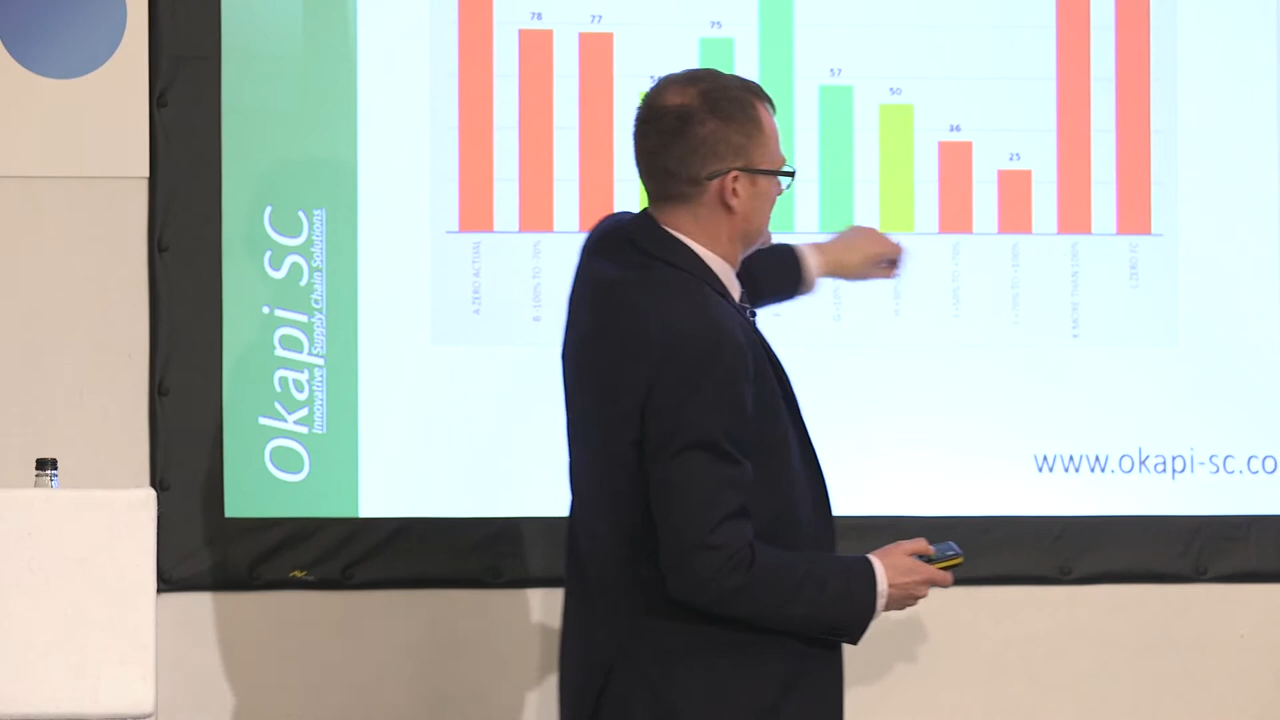 Okapi SC
Innovative Supply Chain Solutions
78
77
75
57
50
36
25
A ZERO ACTUAL
B -100% TO -70%
I +50% TO +70%
J +70% TO +100%
K MORE THAN 100%
L ZERO FC
www.okapi-sc.co